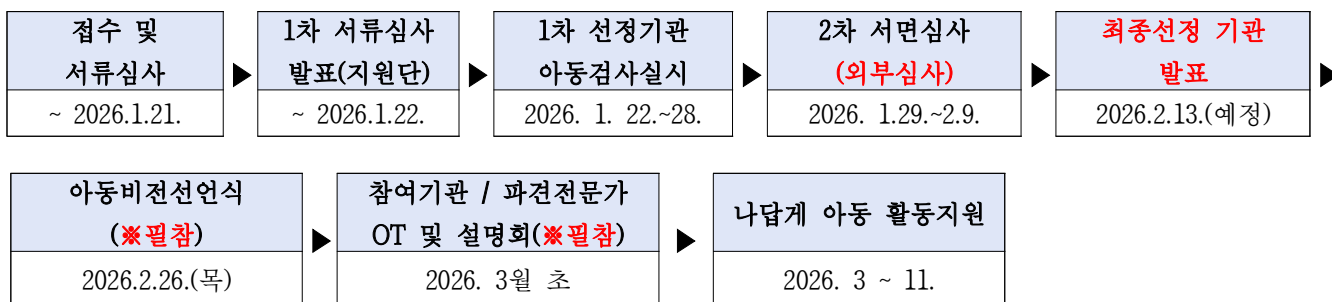 접수 및
서류심사
~ 2026.1.21.
1차 서류심사
발표(지원단)
~ 2026.1.22.
1차 선정기관
아동검사실시
2026. 1. 22.~28.
2차 서면심사
(외부심사)
2026. 1.29.~2.9.
최종선정 기관
발표
2026.2.13.(예정)
아동비전선언식
(※필참)
2026.2.26.(목)
참여기관 / 파견전문가
OT 및 설명회(※필참)
2026. 3월 초
나답게 아동 활동지원
2026. 3 ~ 11.